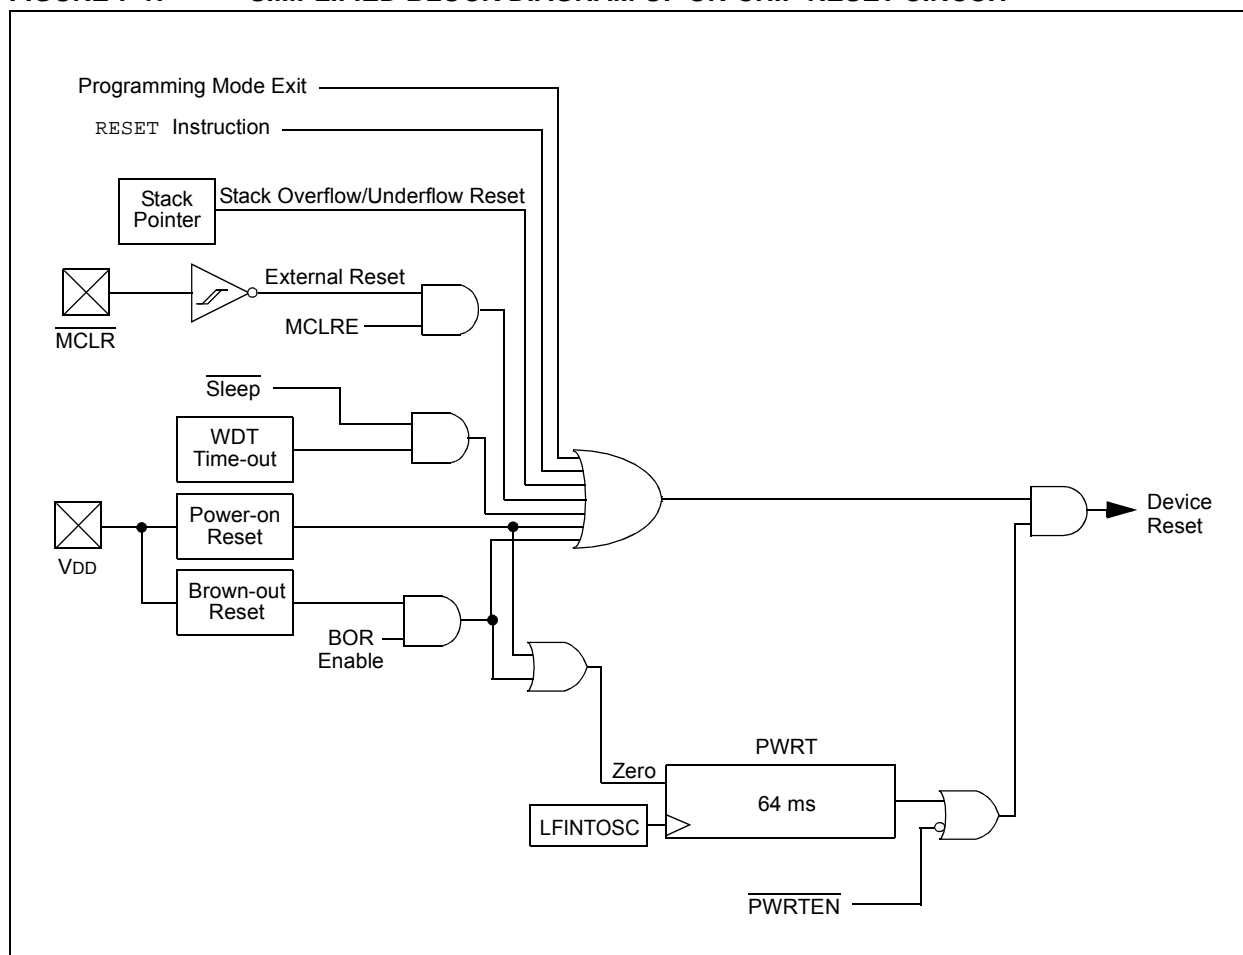 Programming Mode Exit
RESET Instruction
Stack
Pointer
Stack Overflow/Underflow Reset
External Reset
MCLR
MCLRE
Sleep
WDT
Time-out
VDD
Power-on
Reset
Brown-out
Reset
BOR
Enable
Device
Reset
PWRT
Zero
64 ms
LFINTOSC
PWRTEN